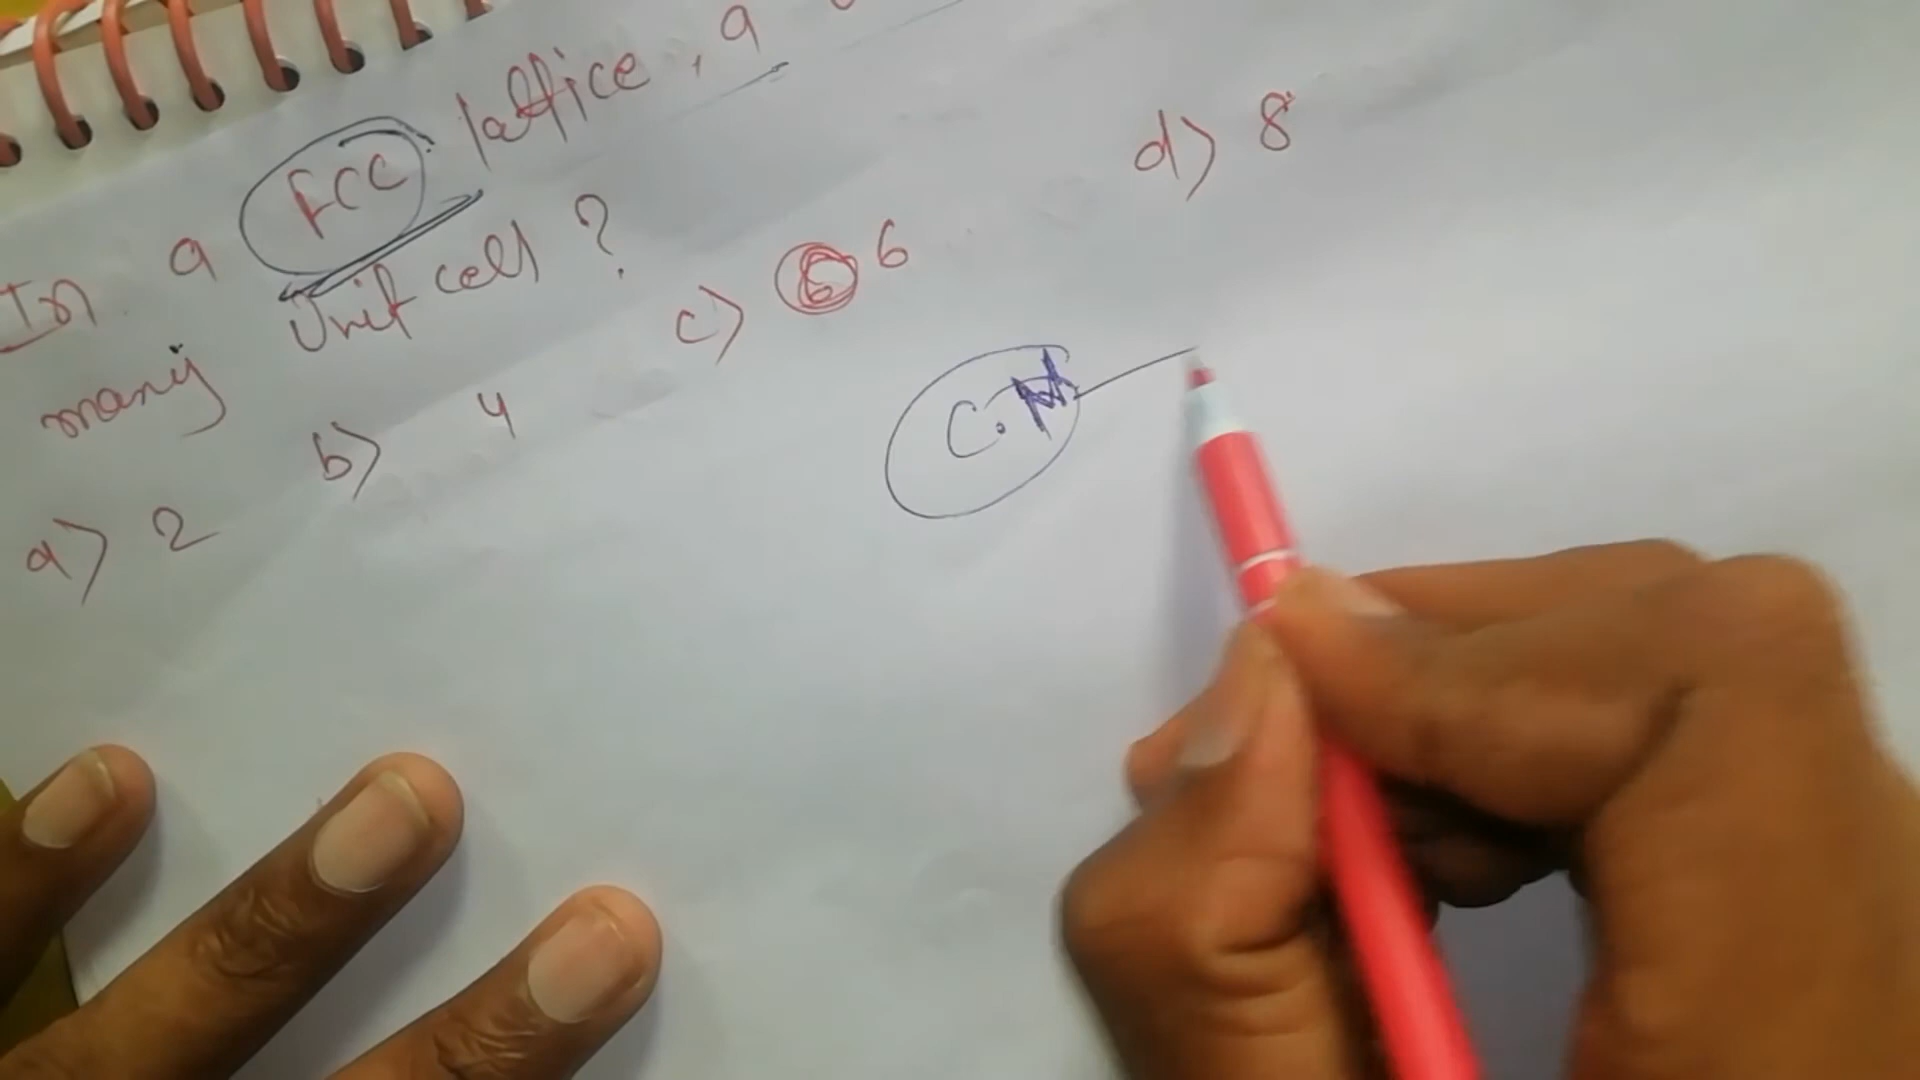 In a FCC lattice, a
many Unit cell ?
a) 2 b) 4 c) 6 d) 8
C.N